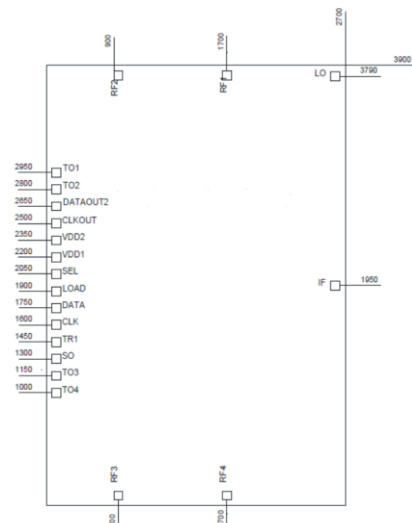 2700
900
1700
3900
RF2
RF1
LO
3790
2950 TO1
2800 TO2
2650 DATAOUT2
2500 CLKOUT
2350 VDD2
2200 VDD1
2050 SEL
1900 LOAD
1750 DATA
1600 CLK
1450 TR1
1300 SO
1150 TO3
1000 TO4
IF 1950
RF3
RF4